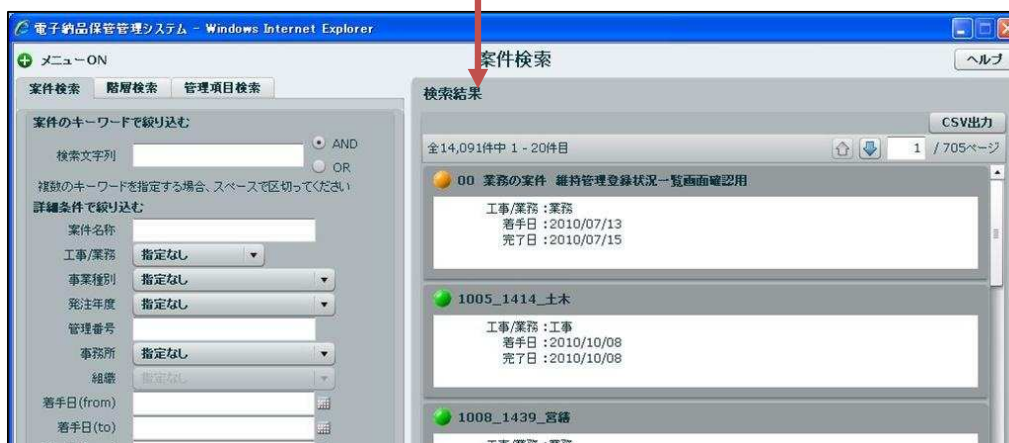 電子納品保管管理システム - Windows Internet Explorer
メニューON
案件検索
ヘルプ
案件検索 階層検索 管理項目検索
案件のキーワードで絞り込む
検索文字列
AND
OR
複数のキーワードを指定する場合、スペースで区切ってください
詳細条件で絞り込む
案件名称
工事/業務 指定なし
事業種別 指定なし
発注年度 指定なし
管理番号
事務所 指定なし
組織 指定なし
着手日(from)
着手日(to)
検索結果
CSV出力
全14,091件中 1 - 20件目
1 / 705ページ
00 業務の案件 維持管理登録状況一覧画面確認用
工事/業務 :業務
着手日 :2010/07/13
完了日 :2010/07/15
1005_1414_土木
工事/業務 :工事
着手日 :2010/10/08
完了日 :2010/10/08
1008_1439_営繕